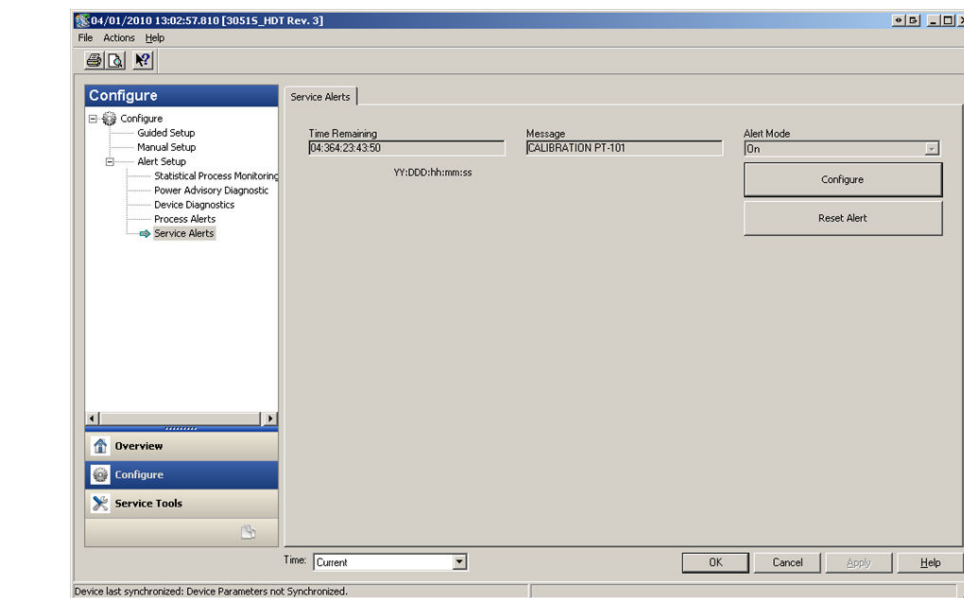 04/01/2010 13:02:57.810 [3051S_HDT Rev. 3]
File Actions Help
Configure
Configure
Guided Setup
Manual Setup
Alert Setup
Statistical Process Monitoring
Power Advisory Diagnostic
Device Diagnostics
Process Alerts
Service Alerts
Overview
Configure
Service Tools
Service Alerts
Time Remaining Message Alert Mode
04:364:23:43:50 CALIBRATION PT-101 On
YY:DDD:hh:mm:ss
Configure
Reset Alert
Time: Current OK Cancel Apply Help
Device last synchronized: Device Parameters not Synchronized.